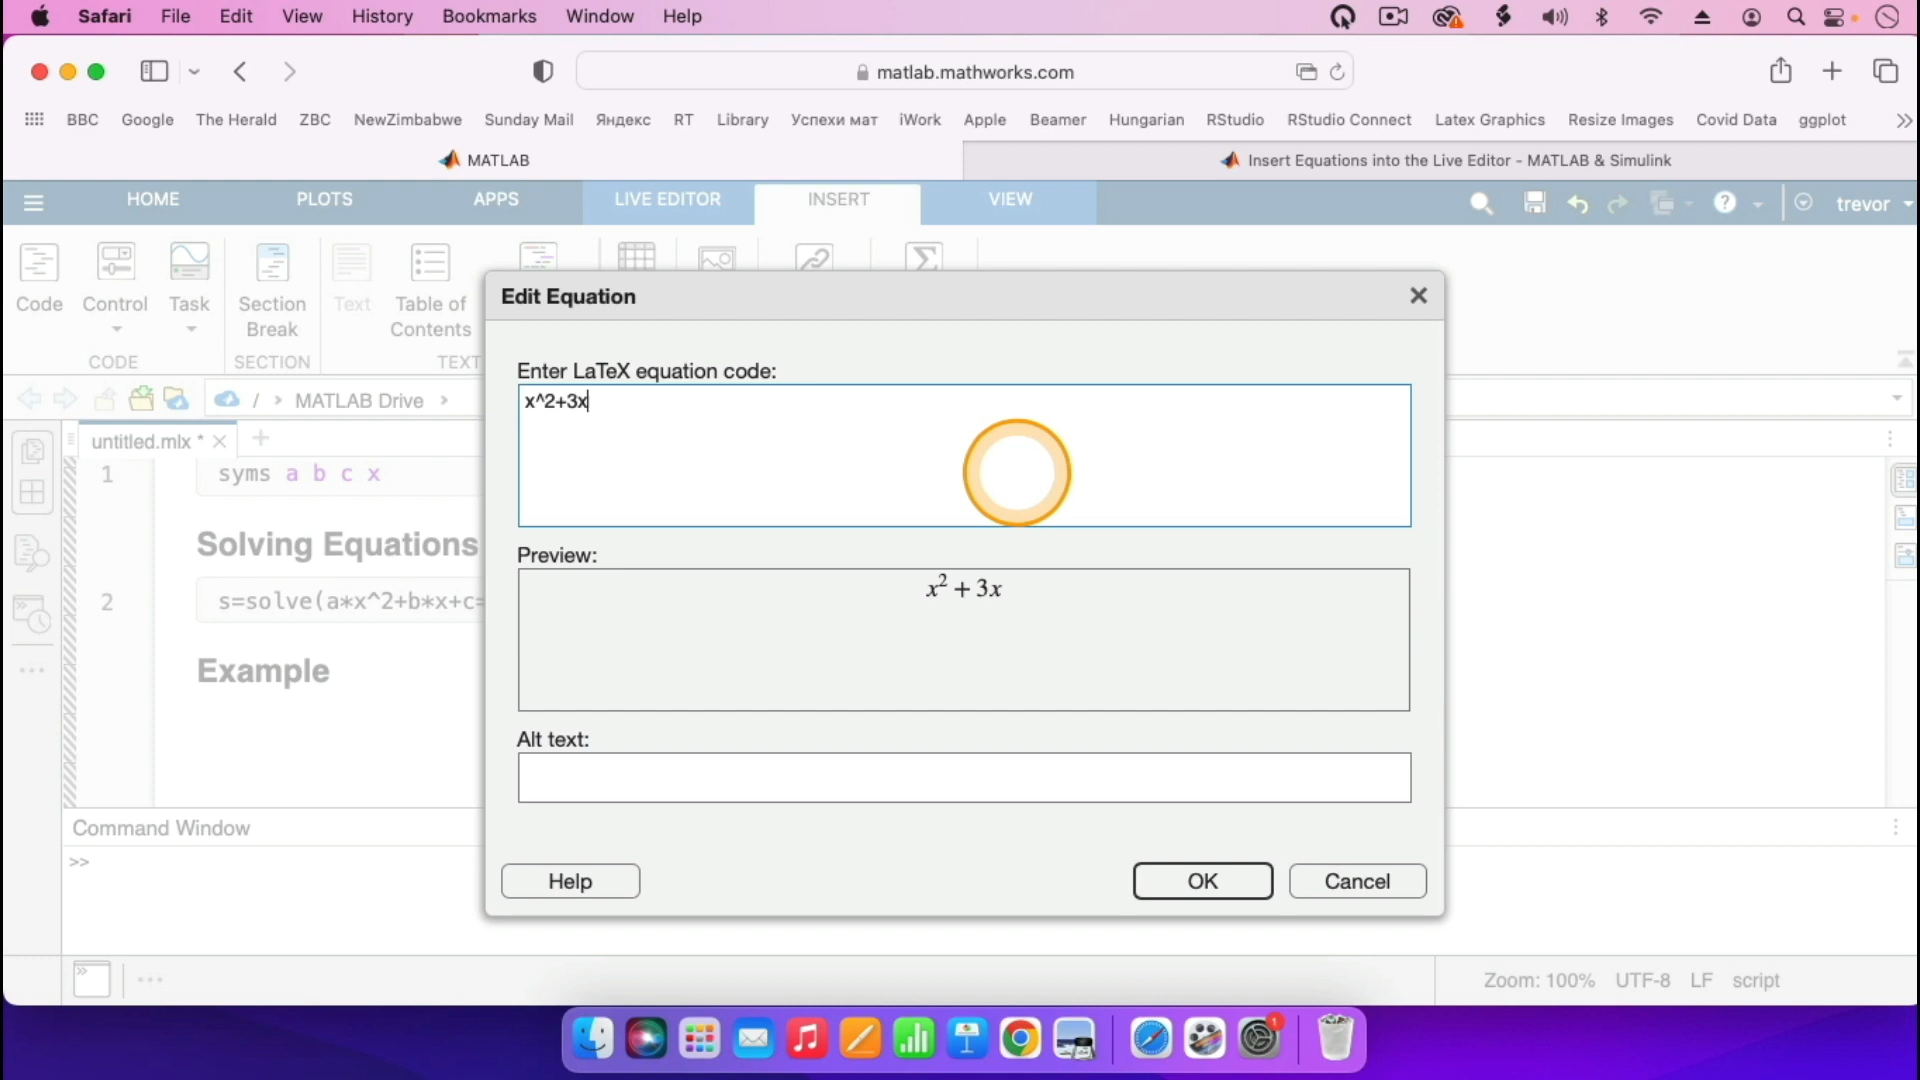 Safari File Edit View History Bookmarks Window Help
matlab.mathworks.com
BBC Google The Herald ZBC NewZimbabwe Sunday Mail Яндекс RT Library Успехи мат iWork Apple Beamer Hungarian RStudio RStudio Connect Latex Graphics Resize Images Covid Data ggplot
MATLAB Insert Equations into the Live Editor - MATLAB & Simulink
HOME PLOTS APPS LIVE EDITOR INSERT VIEW trevor
Code Control Task Section Break Text Table of Contents
CODE SECTION TEXT
/ › MATLAB Drive ›
untitled.mlx * × +
1 syms a b c x
Solving Equations
2 s=solve(a*x^2+b*x+c=
Example
Edit Equation
Enter LaTeX equation code:
x^2+3x
Preview:
x² + 3x
Alt text:
Help OK Cancel
Command Window
>>
Zoom: 100% UTF-8 LF script
1